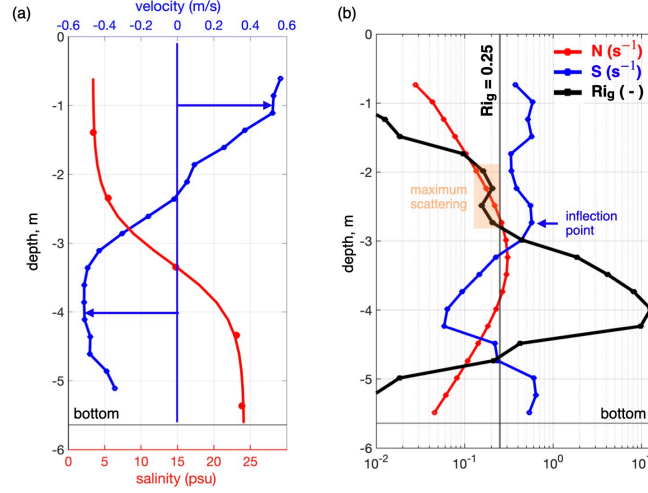 (a)
velocity (m/s)
-0.6 -0.4 -0.2 0 0.2 0.4 0.6
0
-1
-2
-3
-4
-5
-6
depth, m
bottom
0 5 10 15 20 25
salinity (psu)
(b)
0
-1
-2
-3
-4
-5
-6
depth, m
Rig = 0.25
N (s⁻¹)
S (s⁻¹)
Rig (-)
maximum
scattering
inflection
point
bottom
10⁻² 10⁻¹ 10⁰ 10¹